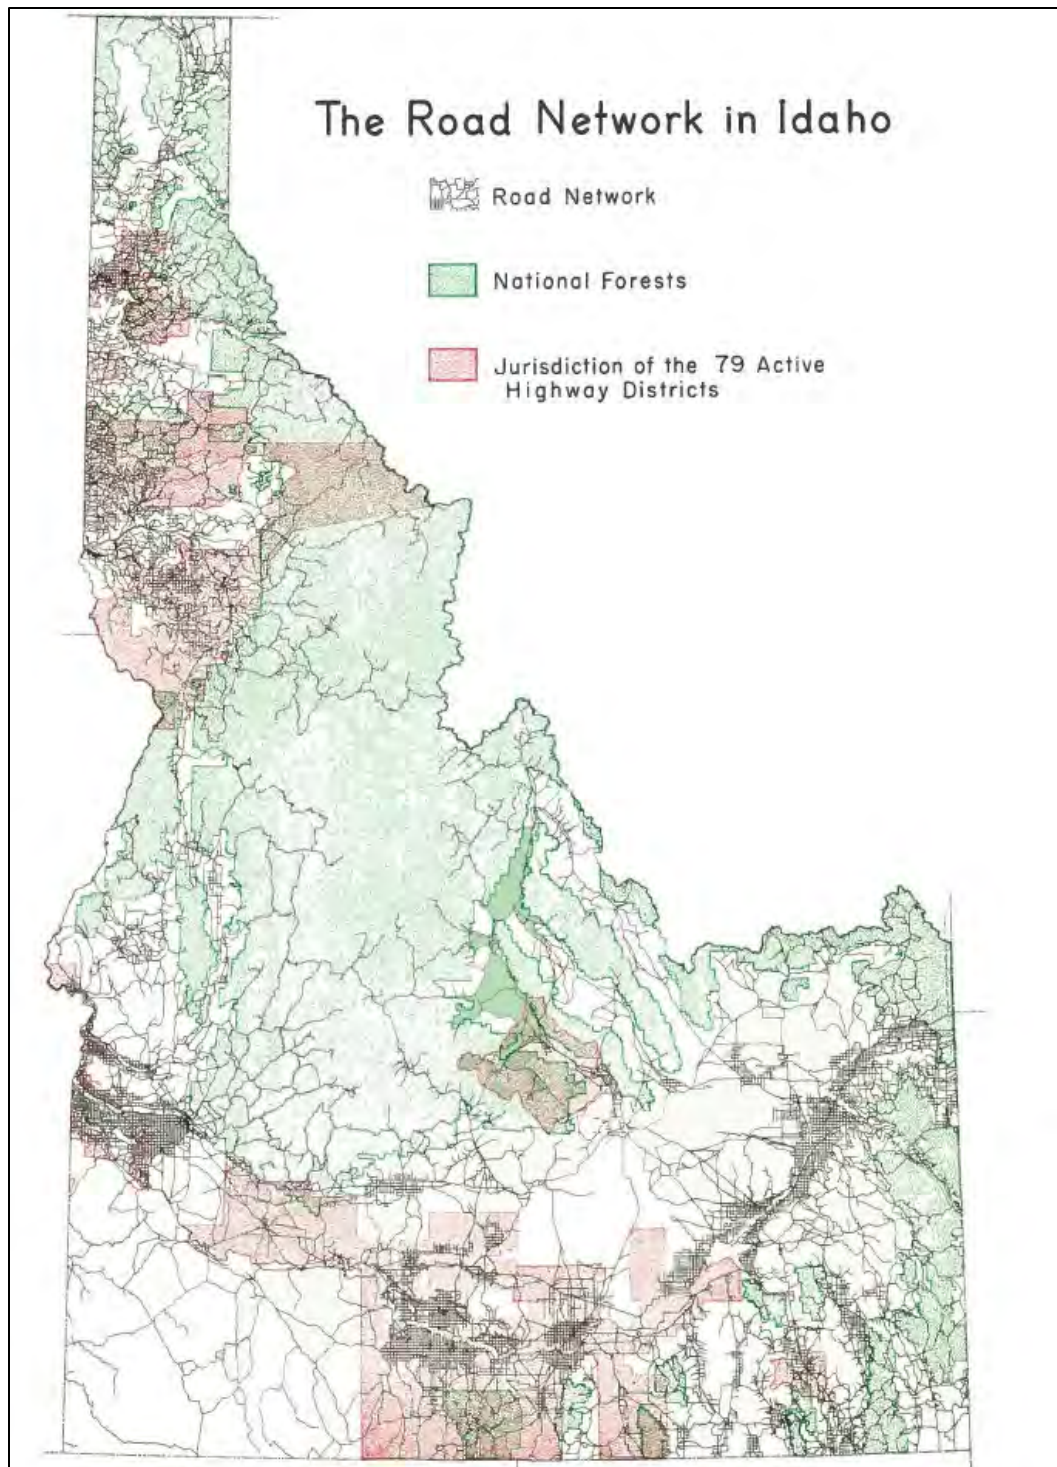 The Road Network in Idaho
Road Network
National Forests
Jurisdiction of the 79 Active
Highway Districts